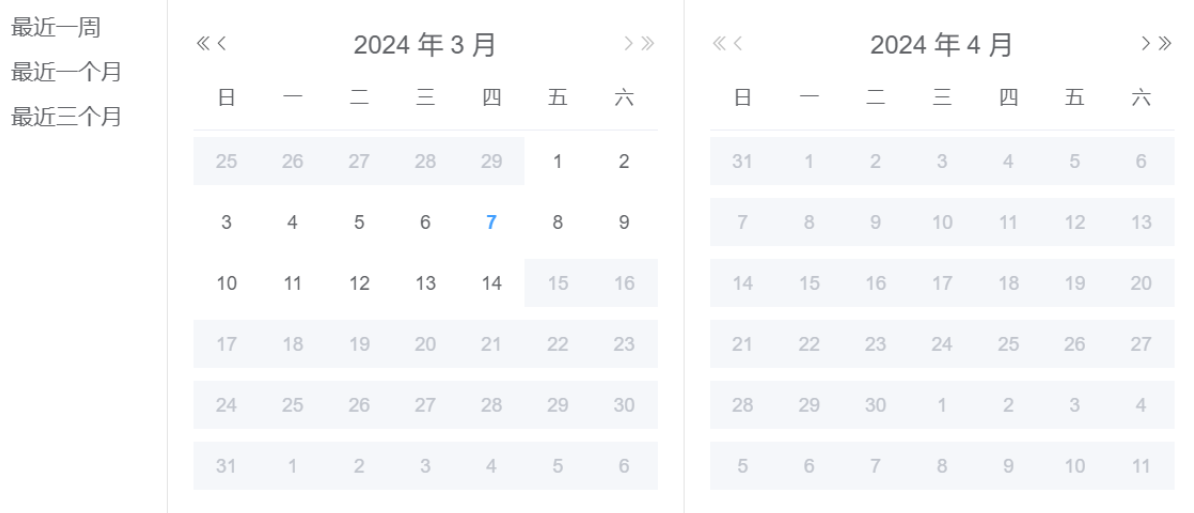 最近一周
最近一个月
最近三个月
2024 年 3 月
日 一 二 三 四 五 六
25 26 27 28 29 1 2
3 4 5 6 7 8 9
10 11 12 13 14 15 16
17 18 19 20 21 22 23
24 25 26 27 28 29 30
31 1 2 3 4 5 6
2024 年 4 月
日 一 二 三 四 五 六
31 1 2 3 4 5 6
7 8 9 10 11 12 13
14 15 16 17 18 19 20
21 22 23 24 25 26 27
28 29 30 1 2 3 4
5 6 7 8 9 10 11